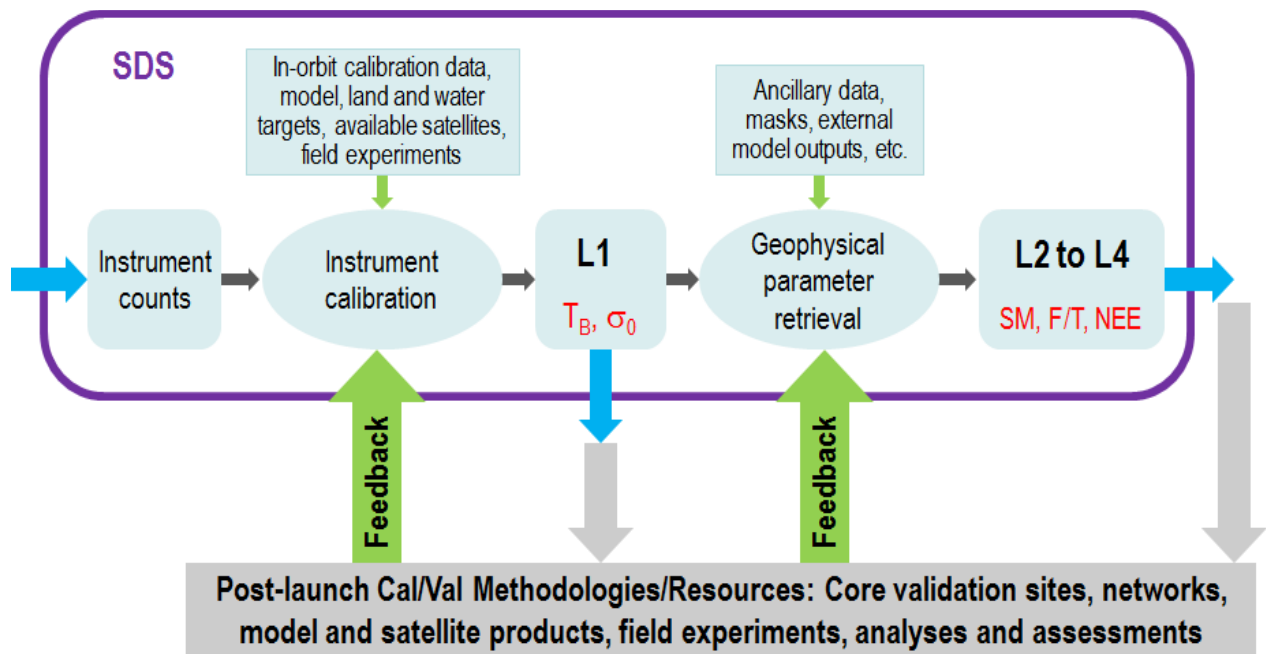 SDS
In-orbit calibration data,
model, land and water
targets, available satellites,
field experiments
Ancillary data,
masks, external
model outputs, etc.
Instrument
counts
Instrument
calibration
L1
T_B, σ_0
Geophysical
parameter
retrieval
L2 to L4
SM, F/T, NEE
Feedback
Feedback
Post-launch Cal/Val Methodologies/Resources: Core validation sites, networks,
model and satellite products, field experiments, analyses and assessments